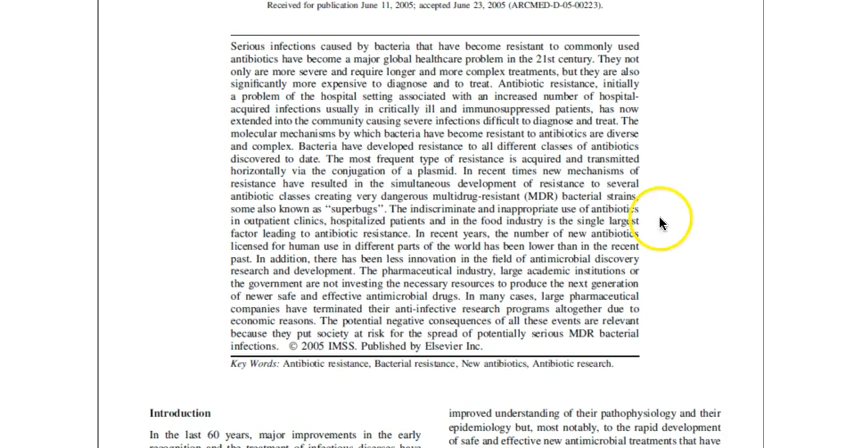 Received for publication June 11, 2005; accepted June 23, 2005 (ARCMED-D-05-00223).
Serious infections caused by bacteria that have become resistant to commonly used
antibiotics have become a major global healthcare problem in the 21st century. They not
only are more severe and require longer and more complex treatments, but they are also
significantly more expensive to diagnose and to treat. Antibiotic resistance, initially
a problem of the hospital setting associated with an increased number of hospital-
acquired infections usually in critically ill and immunosuppressed patients, has now
extended into the community causing severe infections difficult to diagnose and treat. The
molecular mechanisms by which bacteria have become resistant to antibiotics are diverse
and complex. Bacteria have developed resistance to all different classes of antibiotics
discovered to date. The most frequent type of resistance is acquired and transmitted
horizontally via the conjugation of a plasmid. In recent times new mechanisms of
resistance have resulted in the simultaneous development of resistance to several
antibiotic classes creating very dangerous multidrug-resistant (MDR) bacterial strains,
some also known as “superbugs”. The indiscriminate and inappropriate use of antibiotics
in outpatient clinics, hospitalized patients and in the food industry is the single largest
factor leading to antibiotic resistance. In recent years, the number of new antibiotics
licensed for human use in different parts of the world has been lower than in the recent
past. In addition, there has been less innovation in the field of antimicrobial discovery
research and development. The pharmaceutical industry, large academic institutions or
the government are not investing the necessary resources to produce the next generation
of newer safe and effective antimicrobial drugs. In many cases, large pharmaceutical
companies have terminated their anti-infective research programs altogether due to
economic reasons. The potential negative consequences of all these events are relevant
because they put society at risk for the spread of potentially serious MDR bacterial
infections. © 2005 IMSS. Published by Elsevier Inc.
Key Words: Antibiotic resistance, Bacterial resistance, New antibiotics, Antibiotic research.
Introduction
In the last 60 years, major improvements in the early
recognition and the treatment of infectious diseases have
improved understanding of their pathophysiology and their
epidemiology but, most notably, to the rapid development
of safe and effective new antimicrobial treatments that have